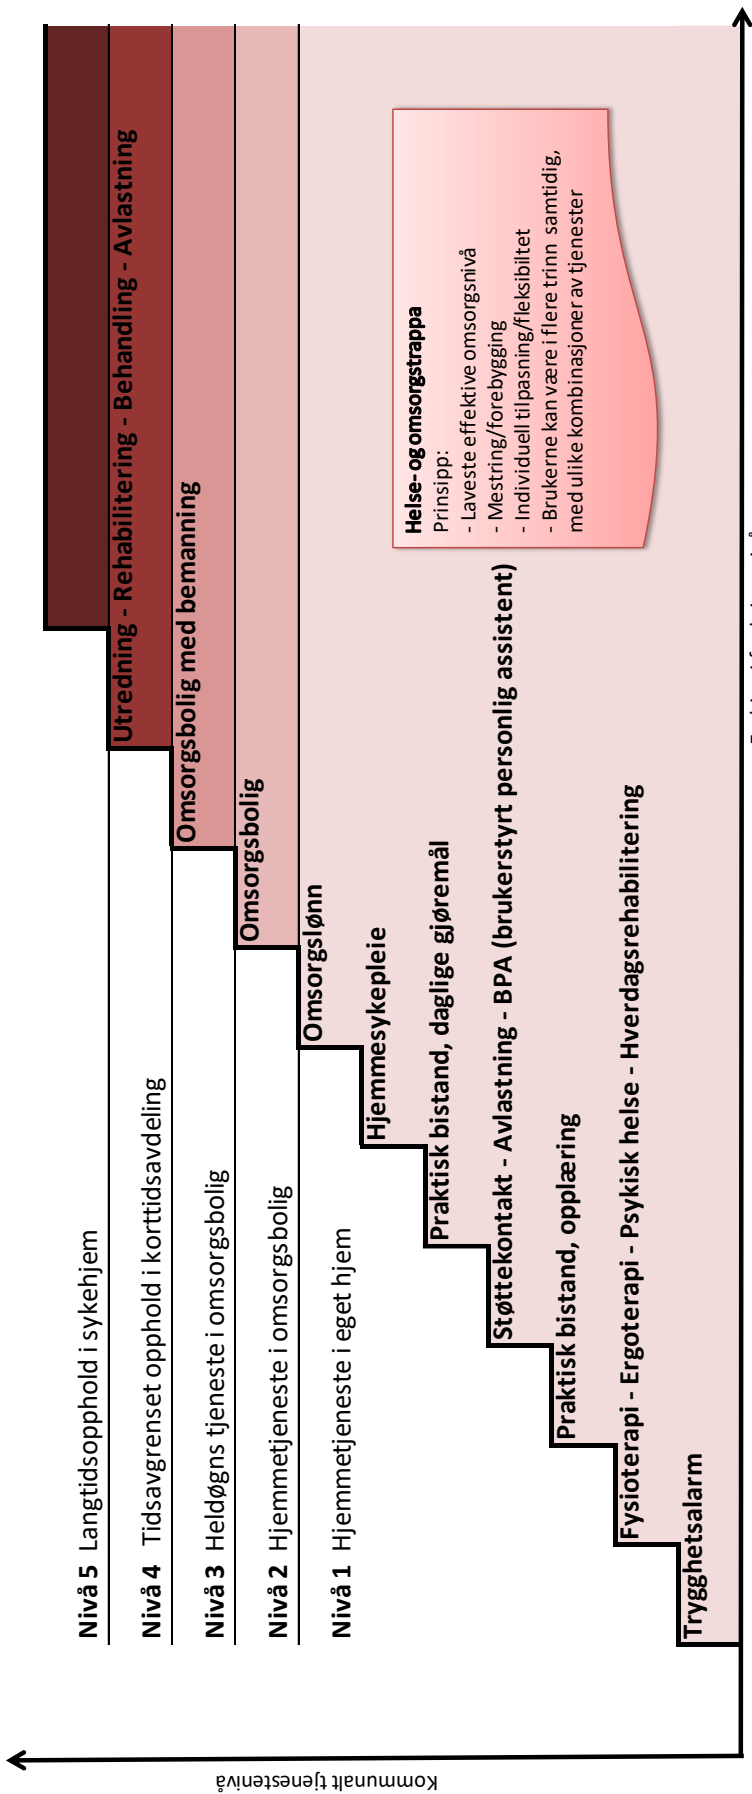 Nivå 5 Langtidsopphold i sykehjem
Nivå 4 Tidsavgrenset opphold i korttidsavdeling
Utredning - Rehabilitering - Behandling - Avlastning
Nivå 3 Heldøgns tjeneste i omsorgsbolig
Omsorgsbolig med bemanning
Nivå 2 Hjemmetjeneste i omsorgsbolig
Omsorgsbolig
Nivå 1 Hjemmetjeneste i eget hjem
Omsorgslønn
Hjemmesykepleie
Praktisk bistand, daglige gjøremål
Støttekontakt - Avlastning - BPA (brukerstyrt personlig assistent)
Praktisk bistand, opplæring
Fysioterapi - Ergoterapi - Psykisk helse - Hverdagsrehabilitering
Trygghetsalarm
Helse- og omsorgstrappa
Prinsipp:
- Laveste effektive omsorgsnivå
- Mestring/forebygging
- Individuell tilpasning/fleksibiltet
- Brukerne kan være i flere trinn samtidig,
med ulike kombinasjoner av tjenester
Kommunalt tjenestenivå